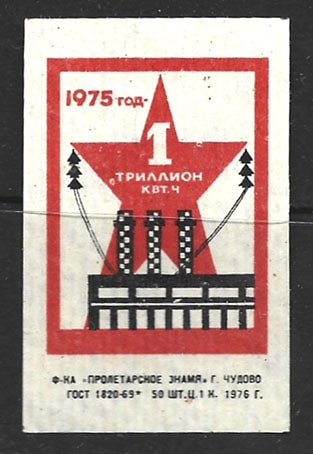 1975 год-
1
ТРИЛЛИОН
КВТ.Ч
Ф-КА «ПРОЛЕТАРСКОЕ ЗНАМЯ» Г. ЧУДОВО
ГОСТ 1820-69* 50 ШТ.Ц.1 К. 1976 Г.